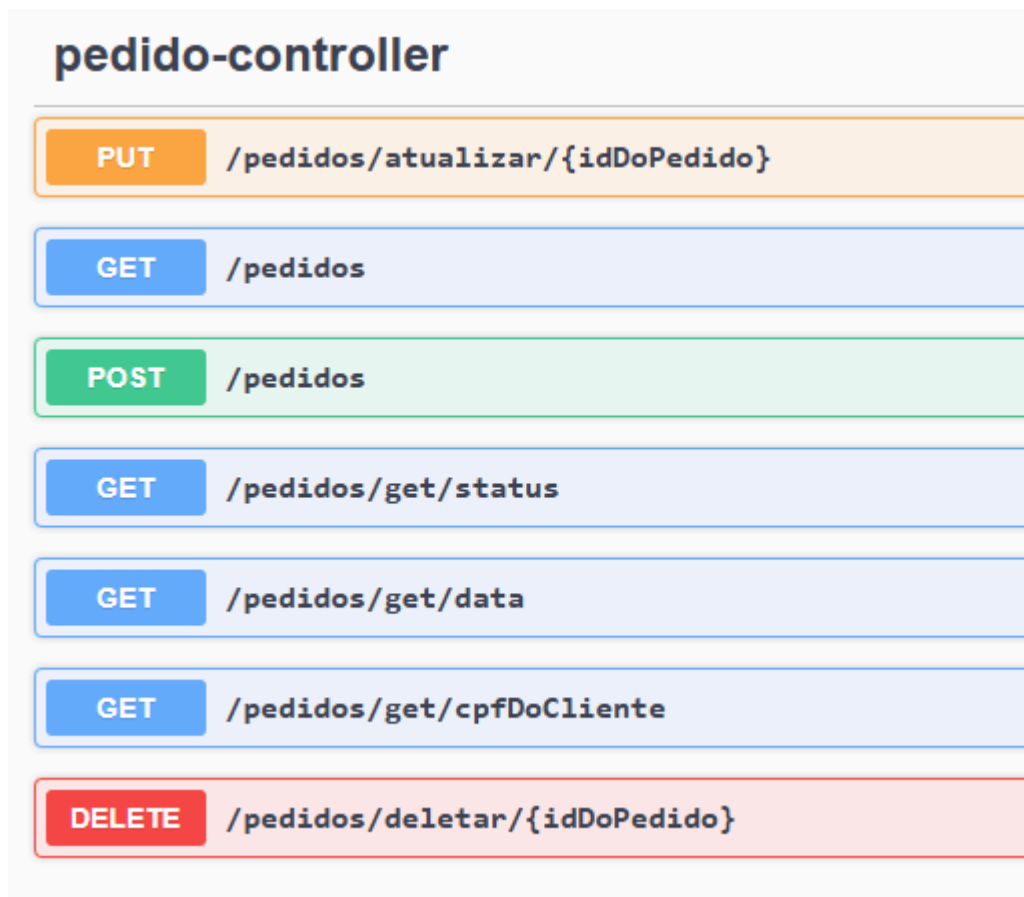 pedido-controller
PUT /pedidos/atualizar/{idDoPedido}
GET /pedidos
POST /pedidos
GET /pedidos/get/status
GET /pedidos/get/data
GET /pedidos/get/cpfDoCliente
DELETE /pedidos/deletar/{idDoPedido}